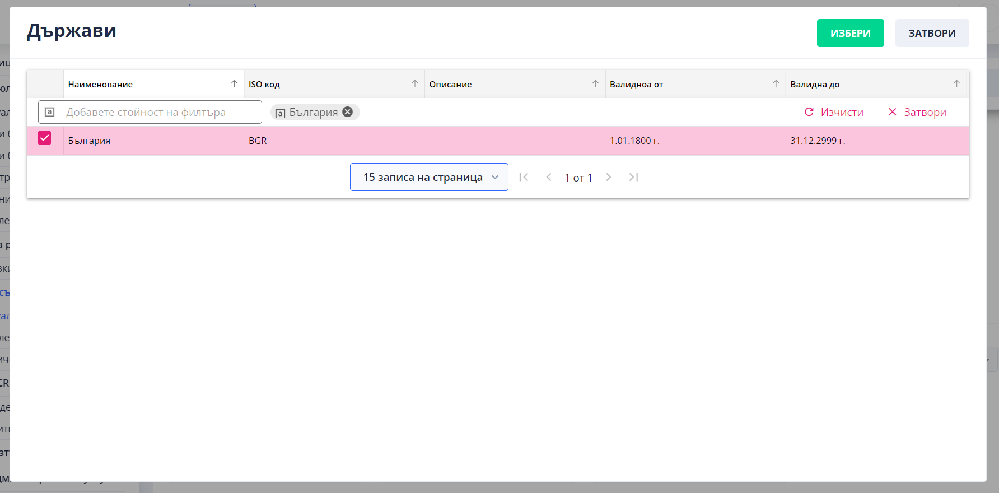 Държави
ИЗБЕРИ
ЗАТВОРИ
Наименование ISO код Описание Валидноа от Валидна до
Добавете стойност на филтъра България Изчисти Затвори
България BGR 1.01.1800 г. 31.12.2999 г.
15 записа на страница 1 от 1